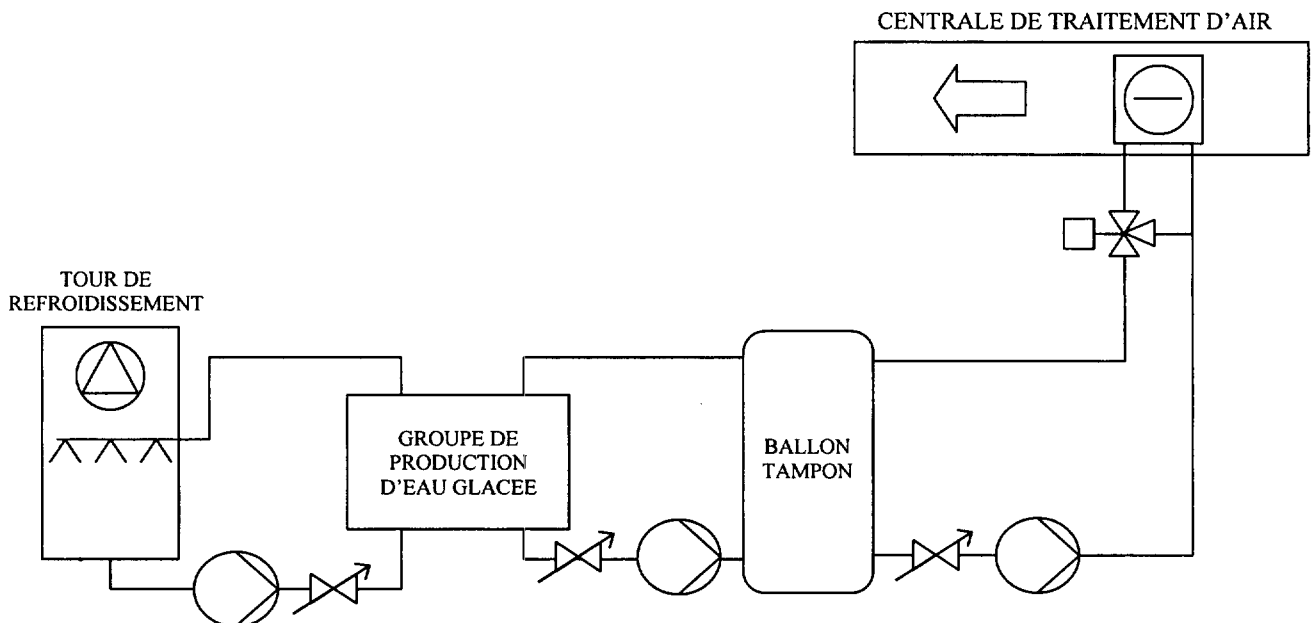 CENTRALE DE TRAITEMENT D'AIR
TOUR DE
REFROIDISSEMENT
GROUPE DE
PRODUCTION
D'EAU GLACEE
BALLON
TAMPON